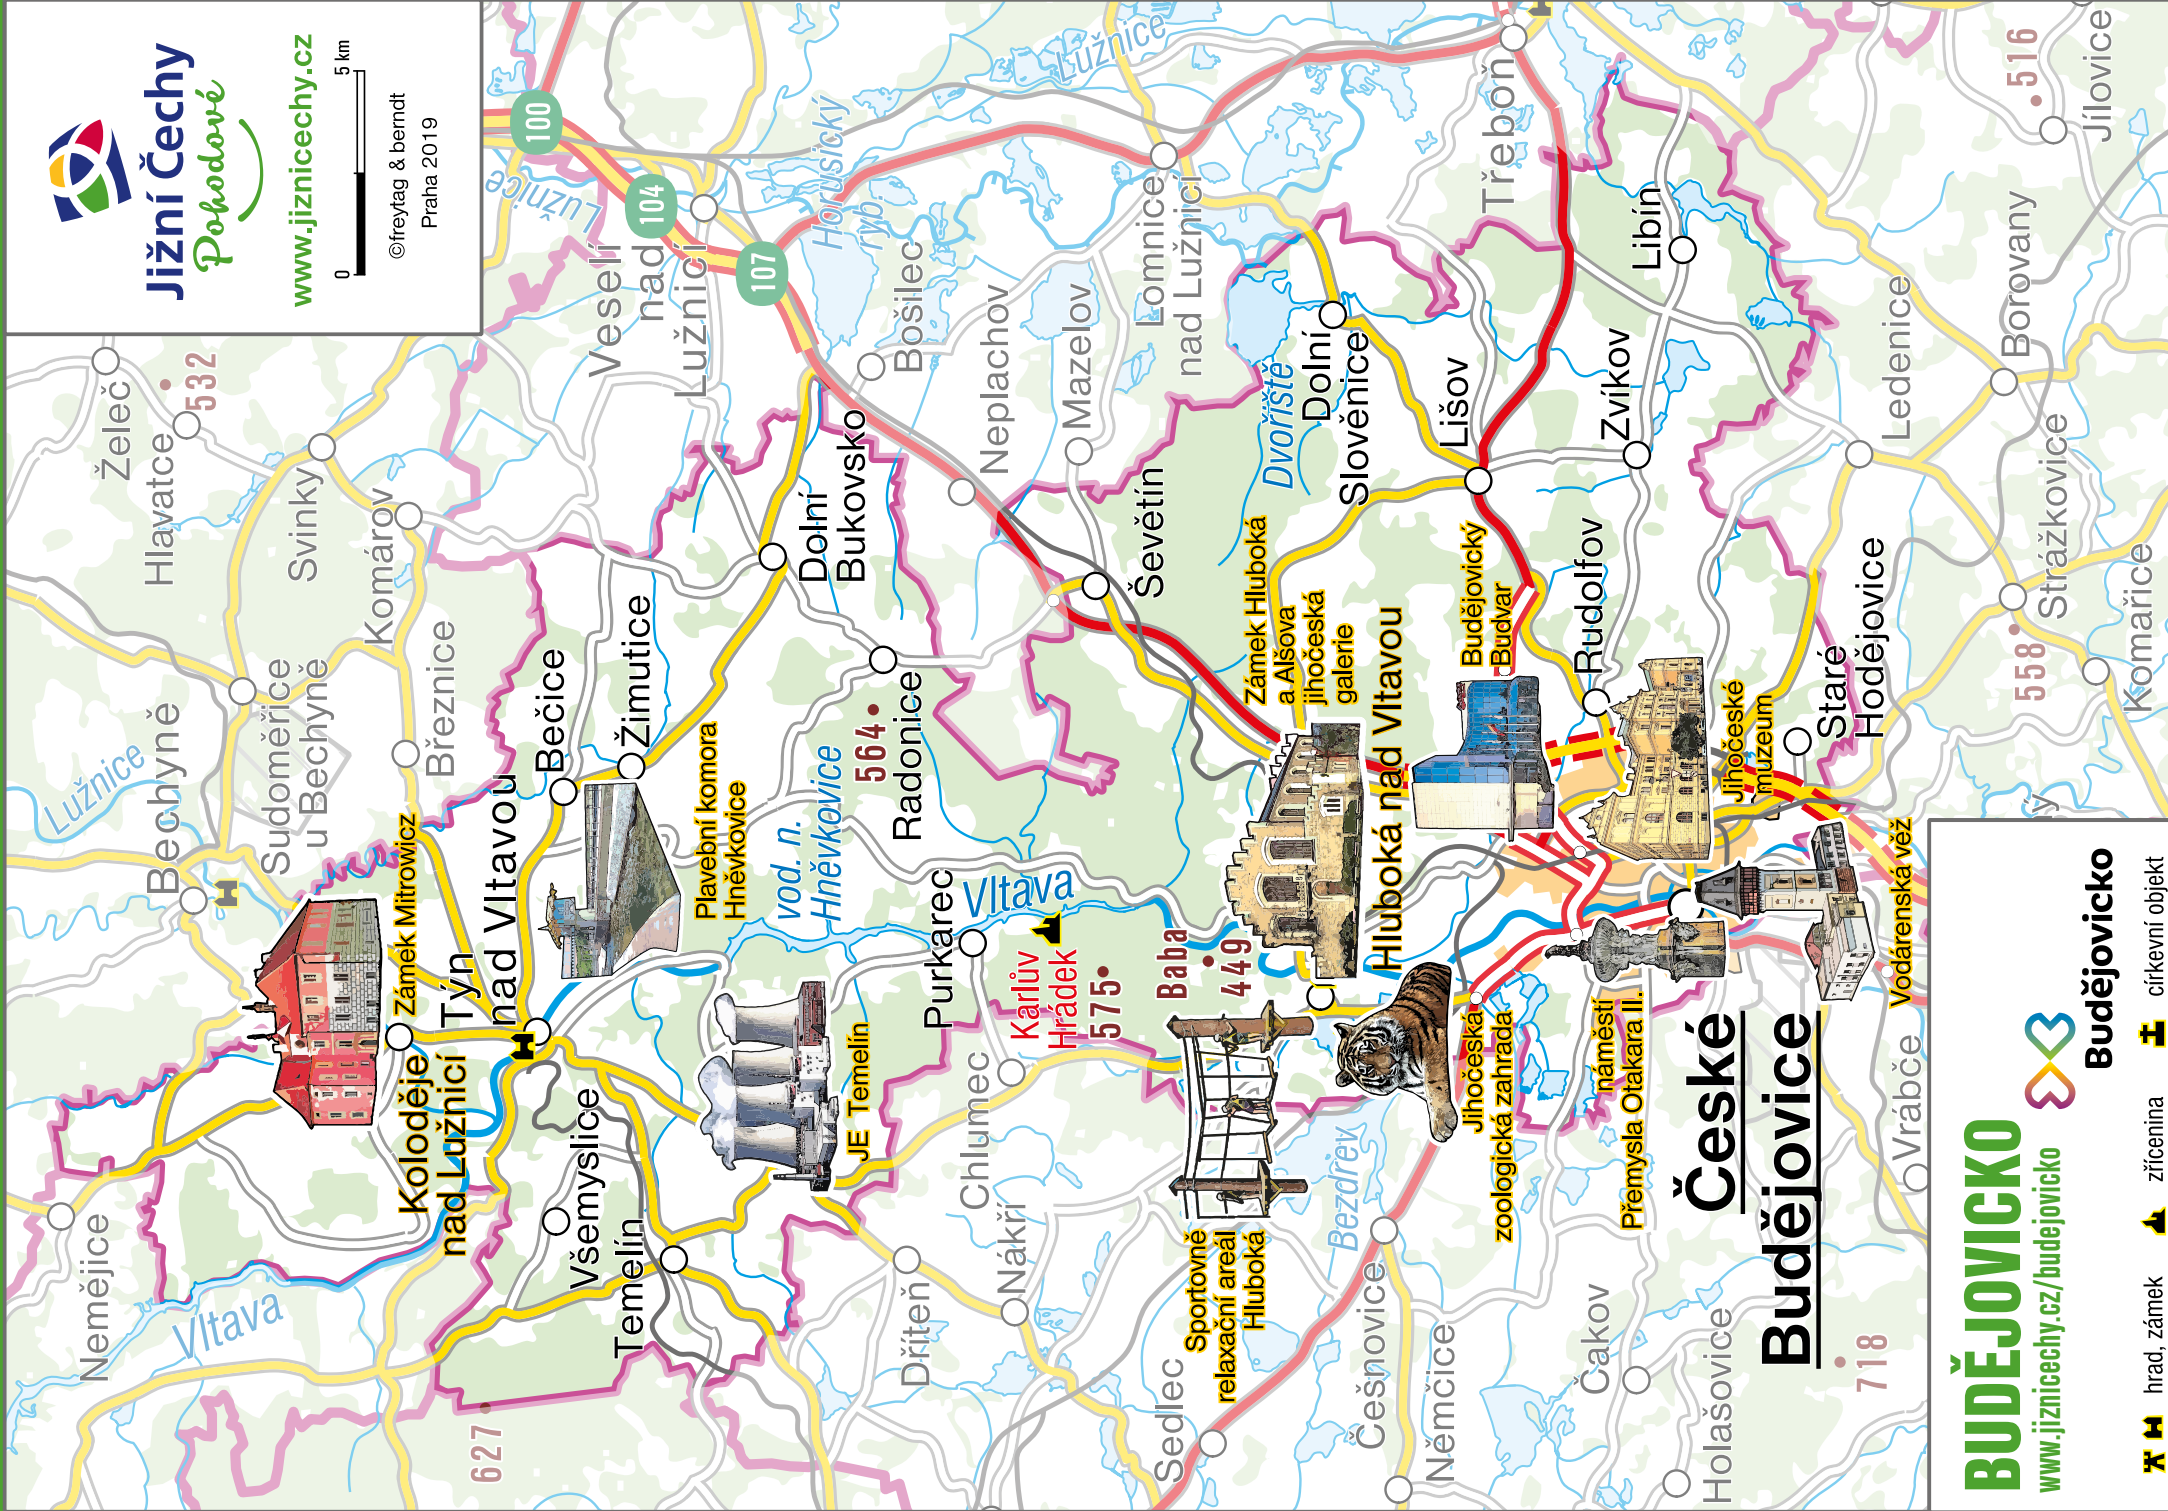 BUDĚJOVICKO
www.jiznicechy.cz/budejovicko
Budějovicko
hrad, zámek
zřícenina
církevní objekt
Jižní Čechy
Pohodové
www.jiznicechy.cz
0
5 km
©freytag & berndt
Praha 2019
Nemějice
Vltava
627
Bechyně
Lužnice
Sudoměřice
u Bechyně
Želeč
532
Hlavatce
Svinky
Komárov
Březnice
Zámek Mitrowicz
Koloděje
nad Lužnicí
Týn
nad Vltavou
Bečice
Žimutice
Všemyslice
Temelín
Plavební komora
Hněvkovice
vod. n.
Hněvkovice
JE Temelín
Dříteň
Chlumec
Nákří
Purkarec
Vltava
Karlův
Hrádek
575
Baba
449
564
Radonice
Dolní
Bukovsko
Veselí
nad
Lužnicí
Lužnice
100
104
107
Horusický
ryb.
Bošilec
Neplachov
Mazelov
Ševětín
Lomnice
nad Lužnicí
Lužnice
Třeboň
516
Jílovice
Borovany
Ledenice
Strážkovice
Komařice
558
Libín
Zvíkov
Lišov
Dolní
Slověnice
Dvořiště
Zámek Hluboká
a Alšova
jihočeská
galerie
Hluboká nad Vltavou
Budějovický
Budvar
Rudolfov
Jihočeské
muzeum
Staré
Hodějovice
Vodárenská věž
Sportovně
relaxační areál
Hluboká
Bezdrev
Jihočeská
zoologická zahrada
náměstí
Přemysla Otakara II.
České
Budějovice
Vrábče
Sedlec
Češnovice
Němčice
Čakov
Holašovice
718